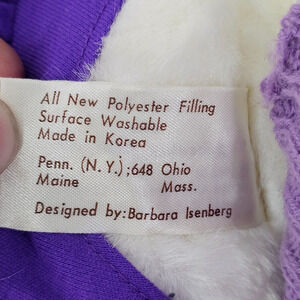 All New Polyester Filling
Surface Washable
Made in Korea
Penn. (N.Y.);648 Ohio
Maine Mass.
Designed by: Barbara Isenberg